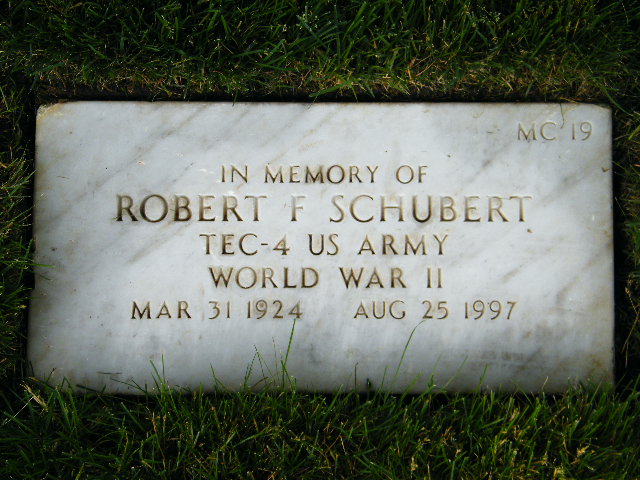 MC 19
IN MEMORY OF
ROBERT F SCHUBERT
TEC-4 US ARMY
WORLD WAR II
MAR 31 1924 AUG 25 1997